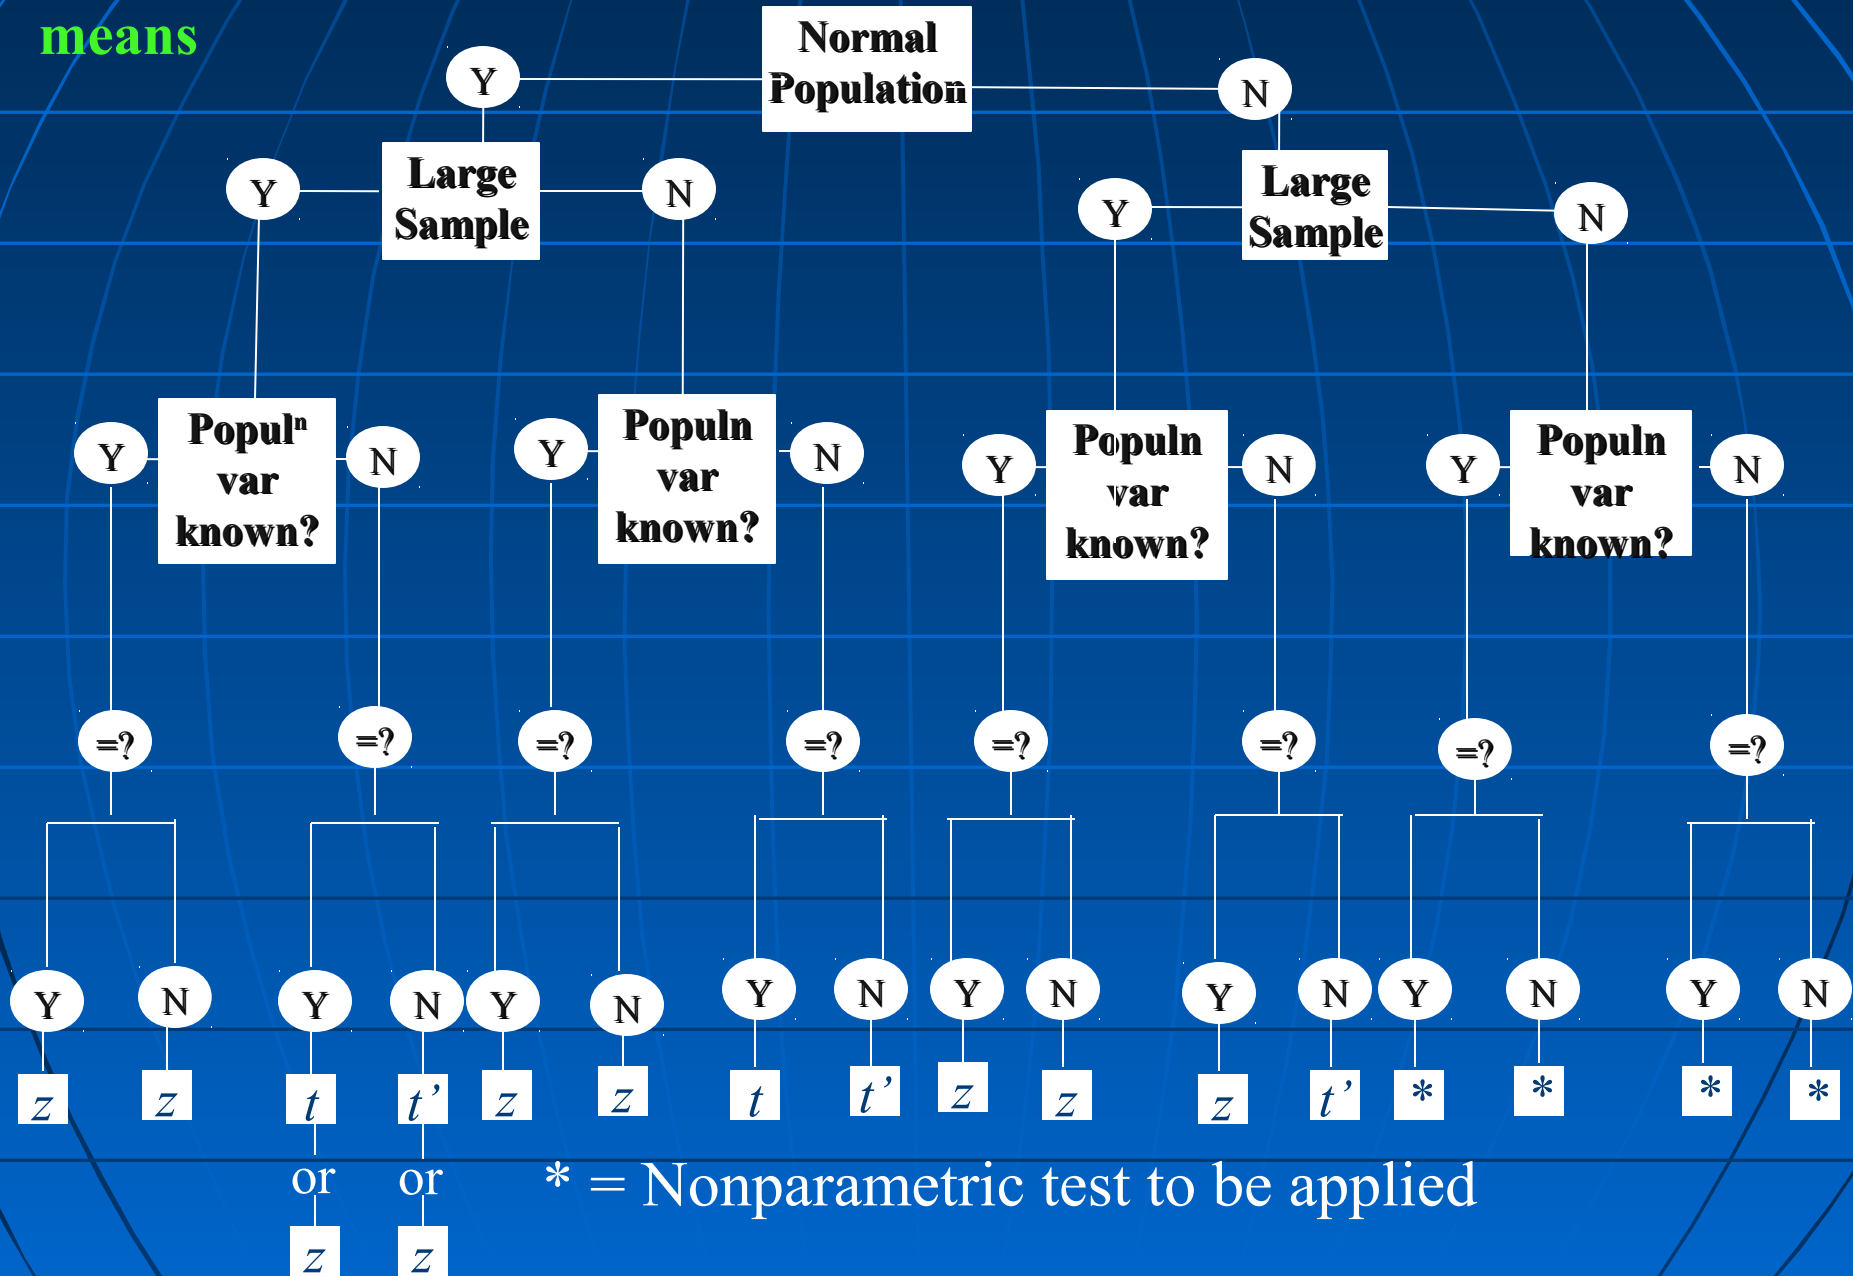 means
Normal
Population
Y
N
Large
Sample
Large
Sample
Y
N
Y
N
Populⁿ
var
known?
Populn
var
known?
Populn
var
known?
Populn
var
known?
Y
N
Y
N
Y
N
Y
N
=?
=?
=?
=?
=?
=?
=?
=?
Y
N
Y
N
Y
N
Y
N
Y
N
Y
N
Y
N
Y
N
z
z
t
t’
z
z
t
t’
z
z
z
t’
*
*
*
*
or
or
* = Nonparametric test to be applied
z
z